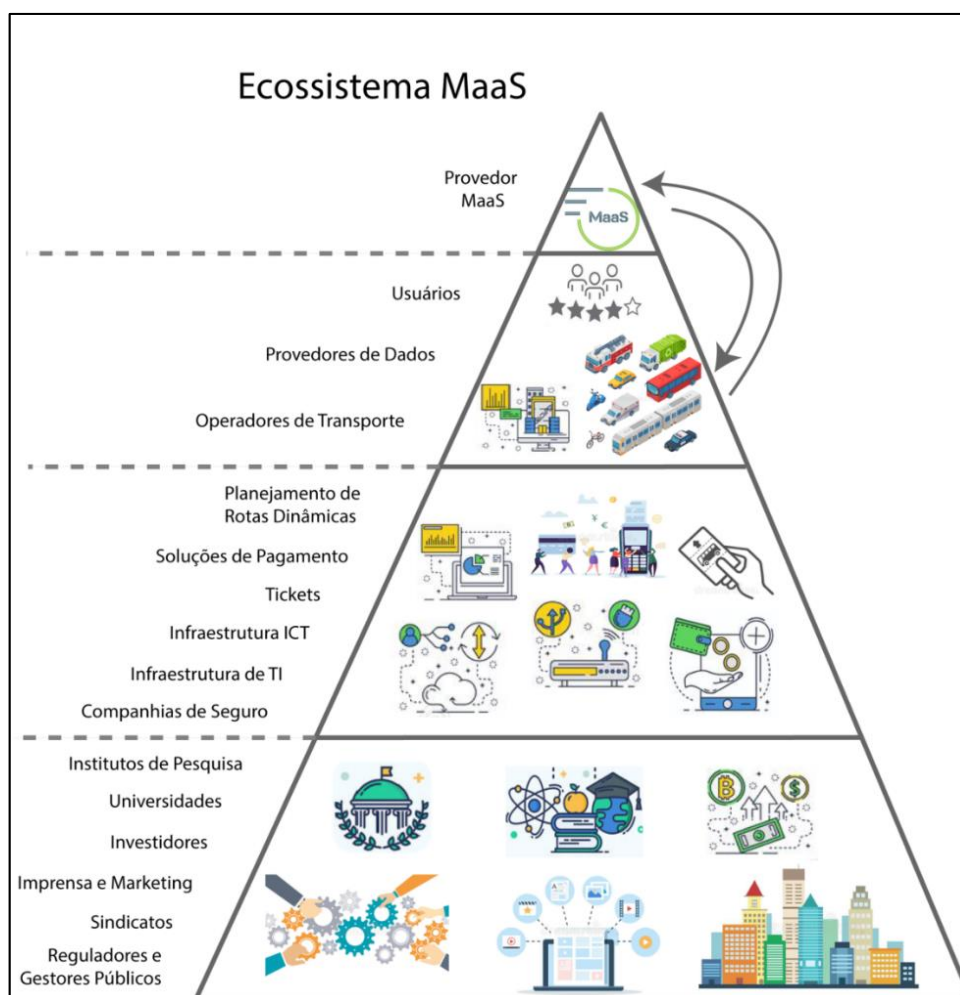 Ecossistema MaaS
Provedor
MaaS
MaaS
Usuários
Provedores de Dados
Operadores de Transporte
Planejamento de
Rotas Dinâmicas
Soluções de Pagamento
Tickets
Infraestrutura ICT
Infraestrutura de TI
Companhias de Seguro
Institutos de Pesquisa
Universidades
Investidores
Imprensa e Marketing
Sindicatos
Reguladores e
Gestores Públicos